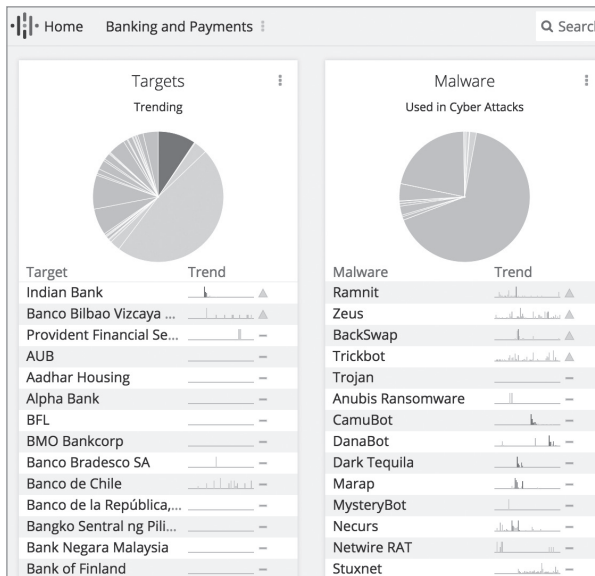 Home Banking and Payments Search
Targets
Trending
Target Trend
Indian Bank
Banco Bilbao Vizcaya ...
Provident Financial Se...
AUB
Aadhar Housing
Alpha Bank
BFL
BMO Bankcorp
Banco Bradesco SA
Banco de Chile
Banco de la República,...
Bangko Sentral ng Pili...
Bank Negara Malaysia
Bank of Finland
Malware
Used in Cyber Attacks
Malware Trend
Ramnit
Zeus
BackSwap
Trickbot
Trojan
Anubis Ransomware
CamuBot
DanaBot
Dark Tequila
Marap
MysteryBot
Necurs
Netwire RAT
Stuxnet